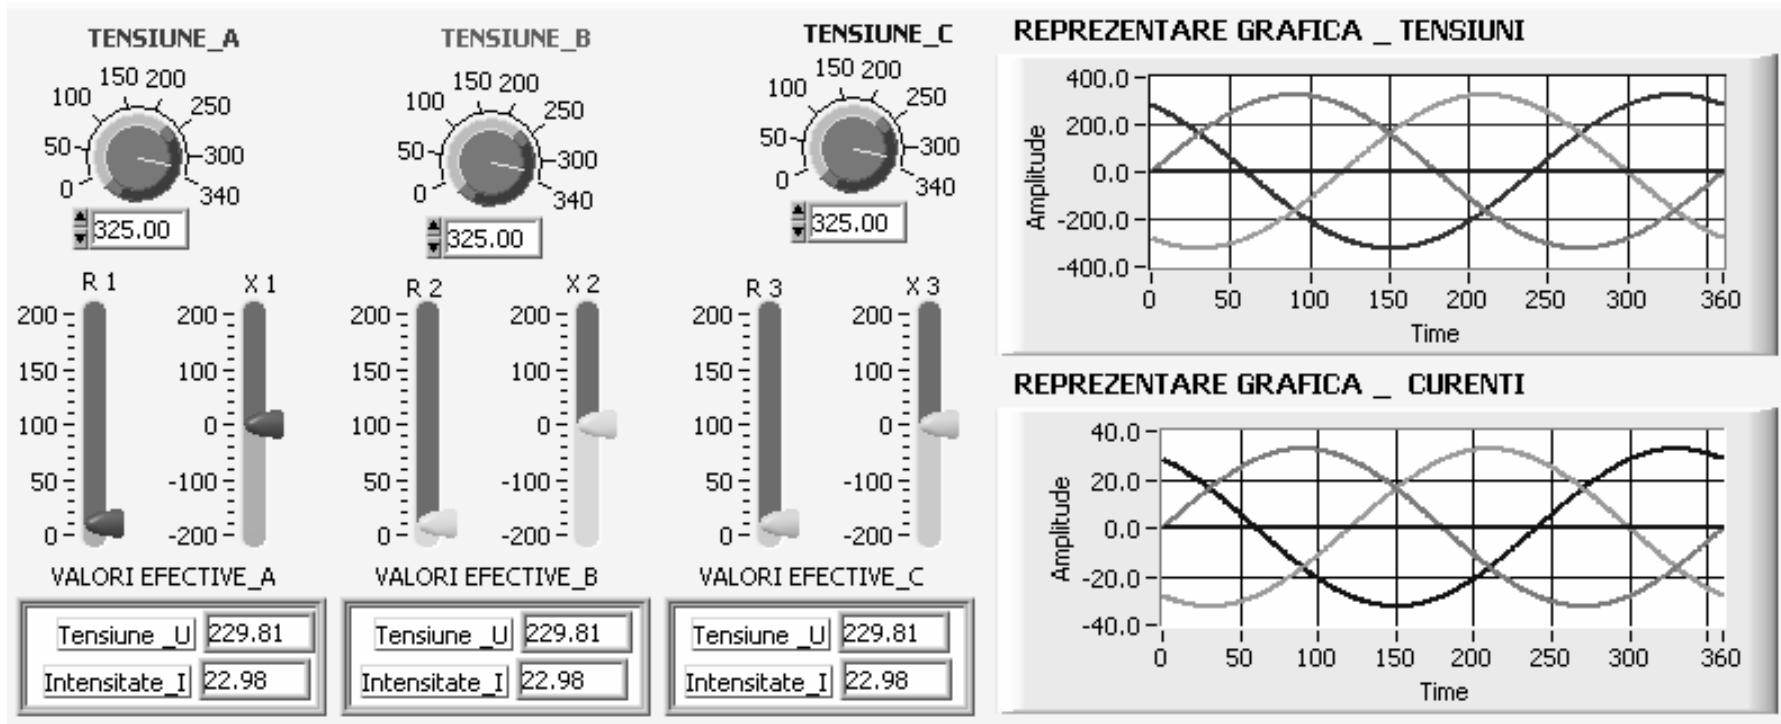 TENSIUNE_A
0 50 100 150 200 250 300 340
325.00
TENSIUNE_B
0 50 100 150 200 250 300 340
325.00
TENSIUNE_C
0 50 100 150 200 250 300 340
325.00
R 1
200
150
100
50
0
X 1
200
100
0
-100
-200
R 2
200
150
100
50
0
X 2
200
100
0
-100
-200
R 3
200
150
100
50
0
X 3
200
100
0
-100
-200
VALORI EFECTIVE_A
Tensiune _U 229.81
Intensitate_I 22.98
VALORI EFECTIVE_B
Tensiune _U 229.81
Intensitate_I 22.98
VALORI EFECTIVE_C
Tensiune _U 229.81
Intensitate_I 22.98
REPREZENTARE GRAFICA _ TENSIUNI
Amplitude
400.0
200.0
0.0
-200.0
-400.0
0 50 100 150 200 250 300 360
Time
REPREZENTARE GRAFICA _ CURENTI
Amplitude
40.0
20.0
0.0
-20.0
-40.0
0 50 100 150 200 250 300 360
Time